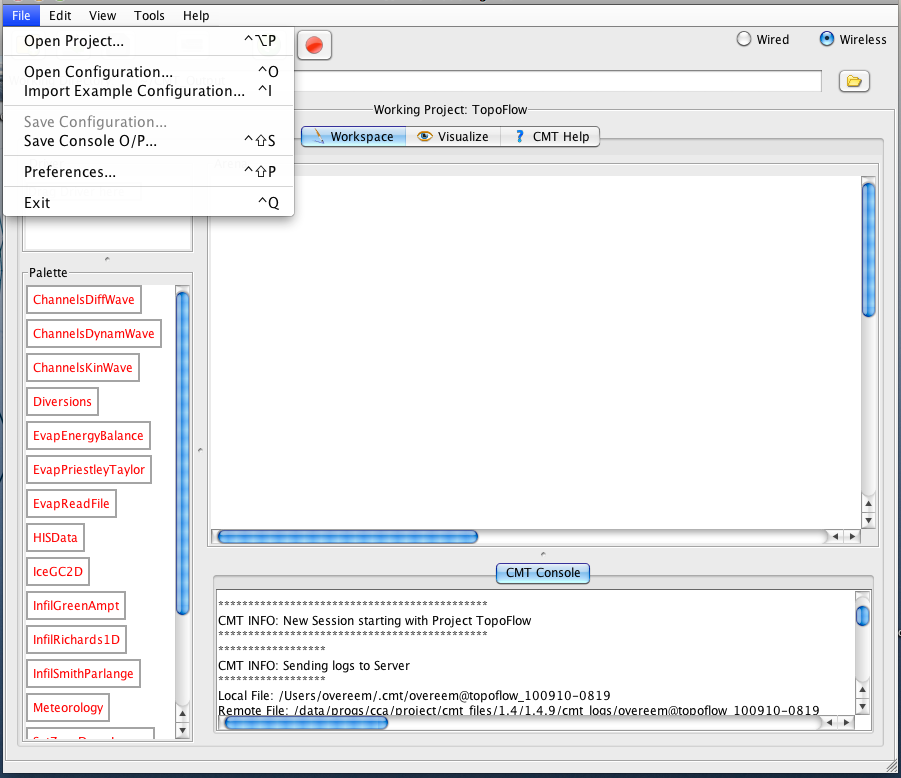 File Edit View Tools Help
Open Project... ^⌥P
Wired Wireless
Open Configuration... ^O
Import Example Configuration... ^I
Working Project: TopoFlow
Save Configuration...
Save Console O/P... ^⇧S
Workspace Visualize ? CMT Help
Preferences... ^⇧P
Exit ^Q
Palette
ChannelsDiffWave
ChannelsDynamWave
ChannelsKinWave
Diversions
EvapEnergyBalance
EvapPriestleyTaylor
EvapReadFile
HISData
IceGC2D
InfilGreenAmpt
InfilRichards1D
InfilSmithParlange
Meteorology
CMT Console
*********************************************
CMT INFO: New Session starting with Project TopoFlow
*********************************************
******************
CMT INFO: Sending logs to Server
******************
Local File: /Users/overeem/.cmt/overeem@topoflow_100910-0819
Remote File: /data/progs/cca/project/cmt_files/1.4/1.4.9/cmt_logs/overeem@topoflow_100910-0819